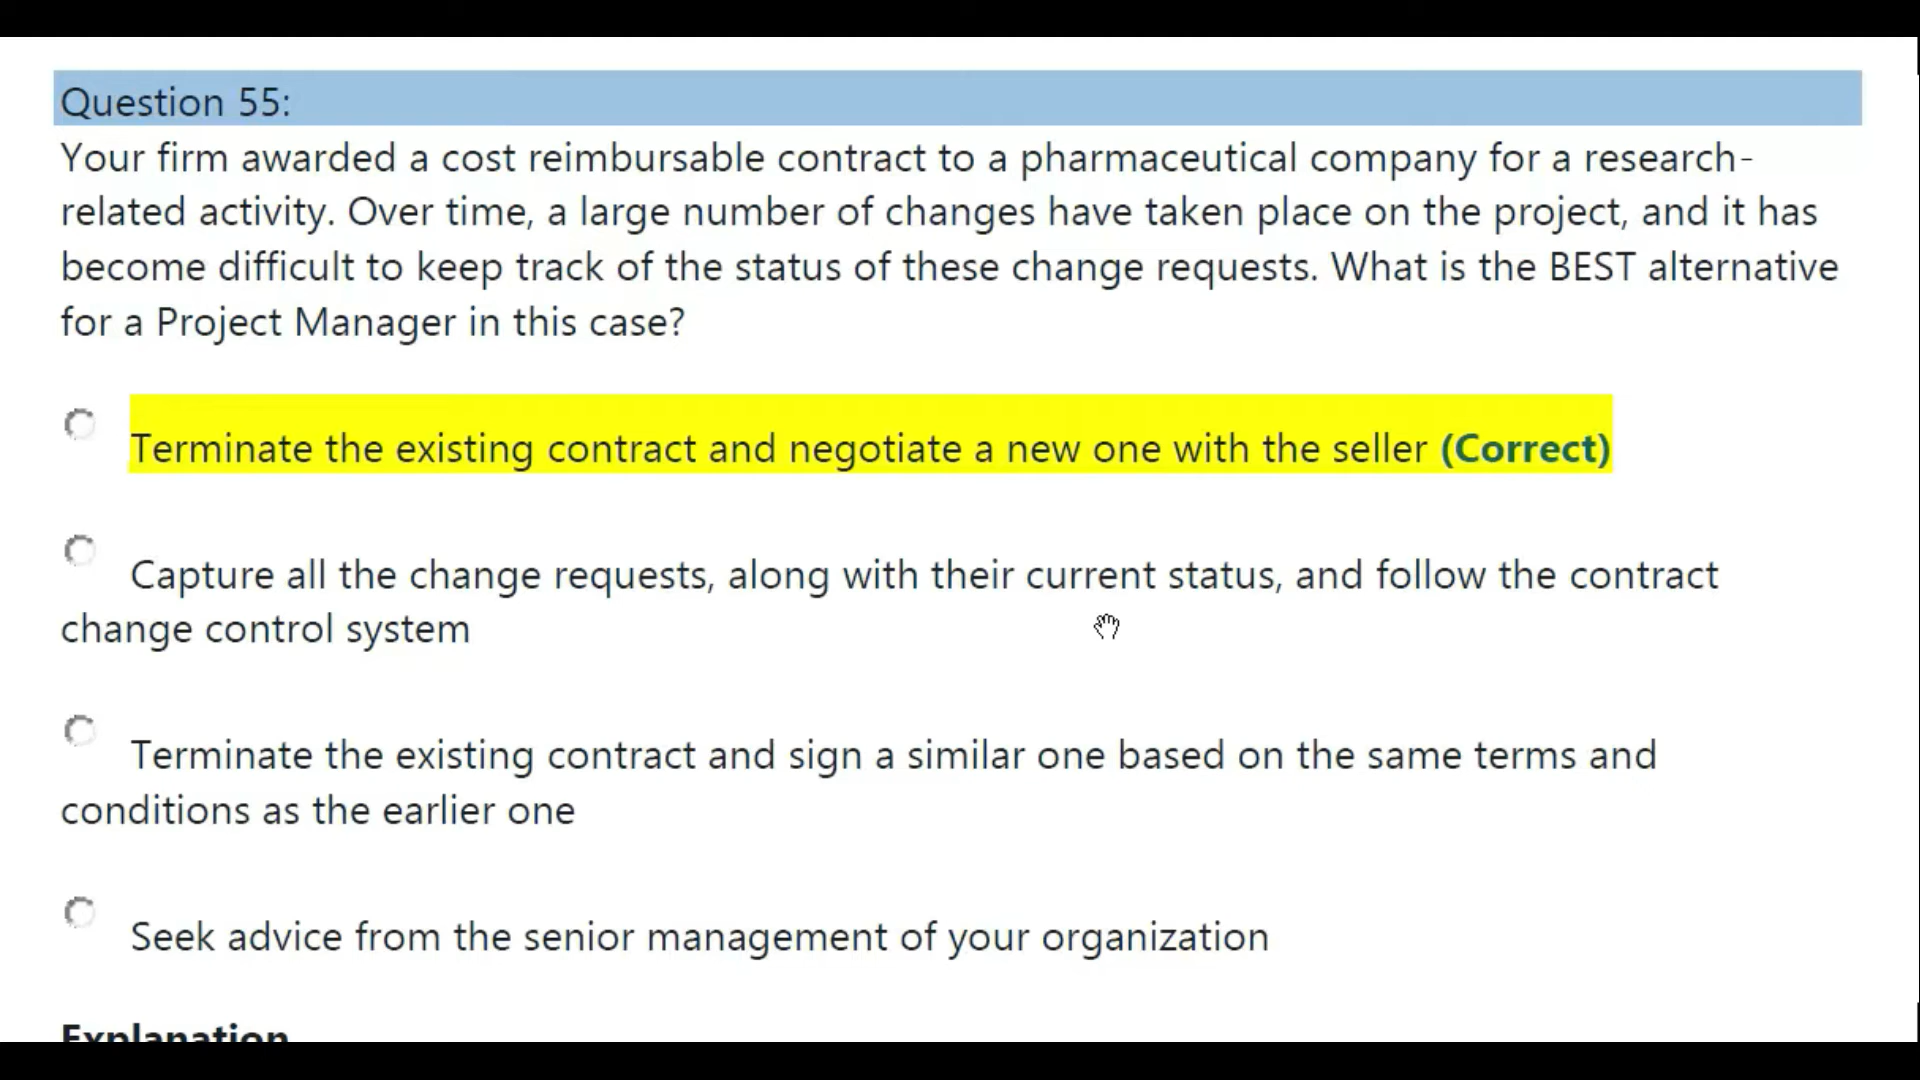 Question 55:
Your firm awarded a cost reimbursable contract to a pharmaceutical company for a research-
related activity. Over time, a large number of changes have taken place on the project, and it has
become difficult to keep track of the status of these change requests. What is the BEST alternative
for a Project Manager in this case?
Terminate the existing contract and negotiate a new one with the seller (Correct)
Capture all the change requests, along with their current status, and follow the contract
change control system
Terminate the existing contract and sign a similar one based on the same terms and
conditions as the earlier one
Seek advice from the senior management of your organization
Explanation